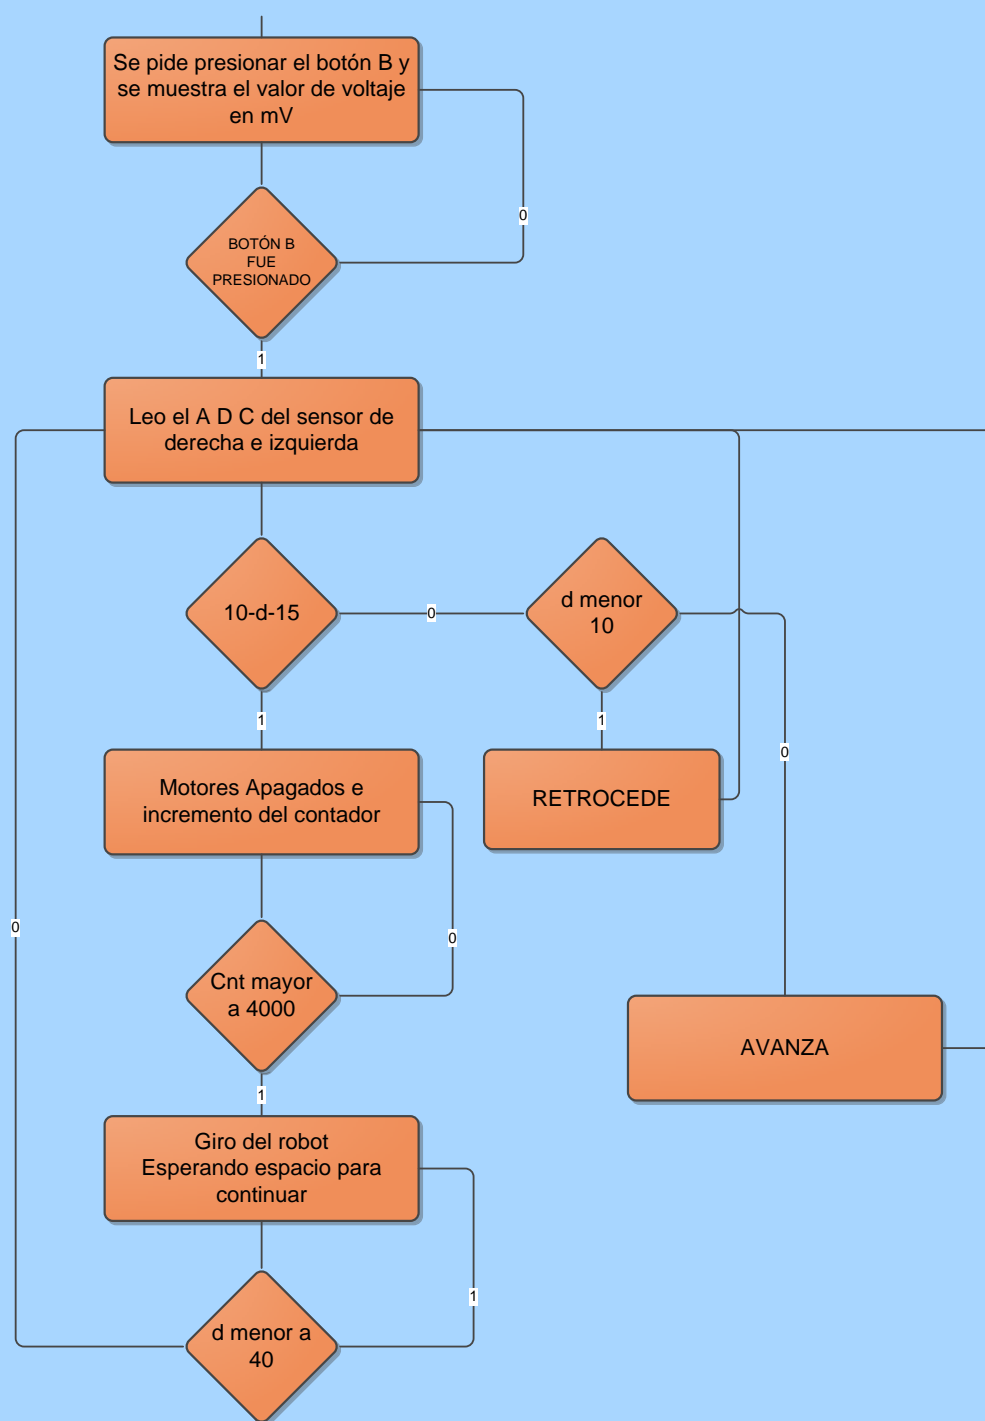 Se pide presionar el botón B y
se muestra el valor de voltaje
en mV
0
BOTÓN B
FUE
PRESIONADO
1
Leo el A D C del sensor de
derecha e izquierda
10-d-15
0
d menor
10
1
1
0
Motores Apagados e
incremento del contador
RETROCEDE
0
0
Cnt mayor
a 4000
AVANZA
1
Giro del robot
Esperando espacio para
continuar
1
d menor a
40